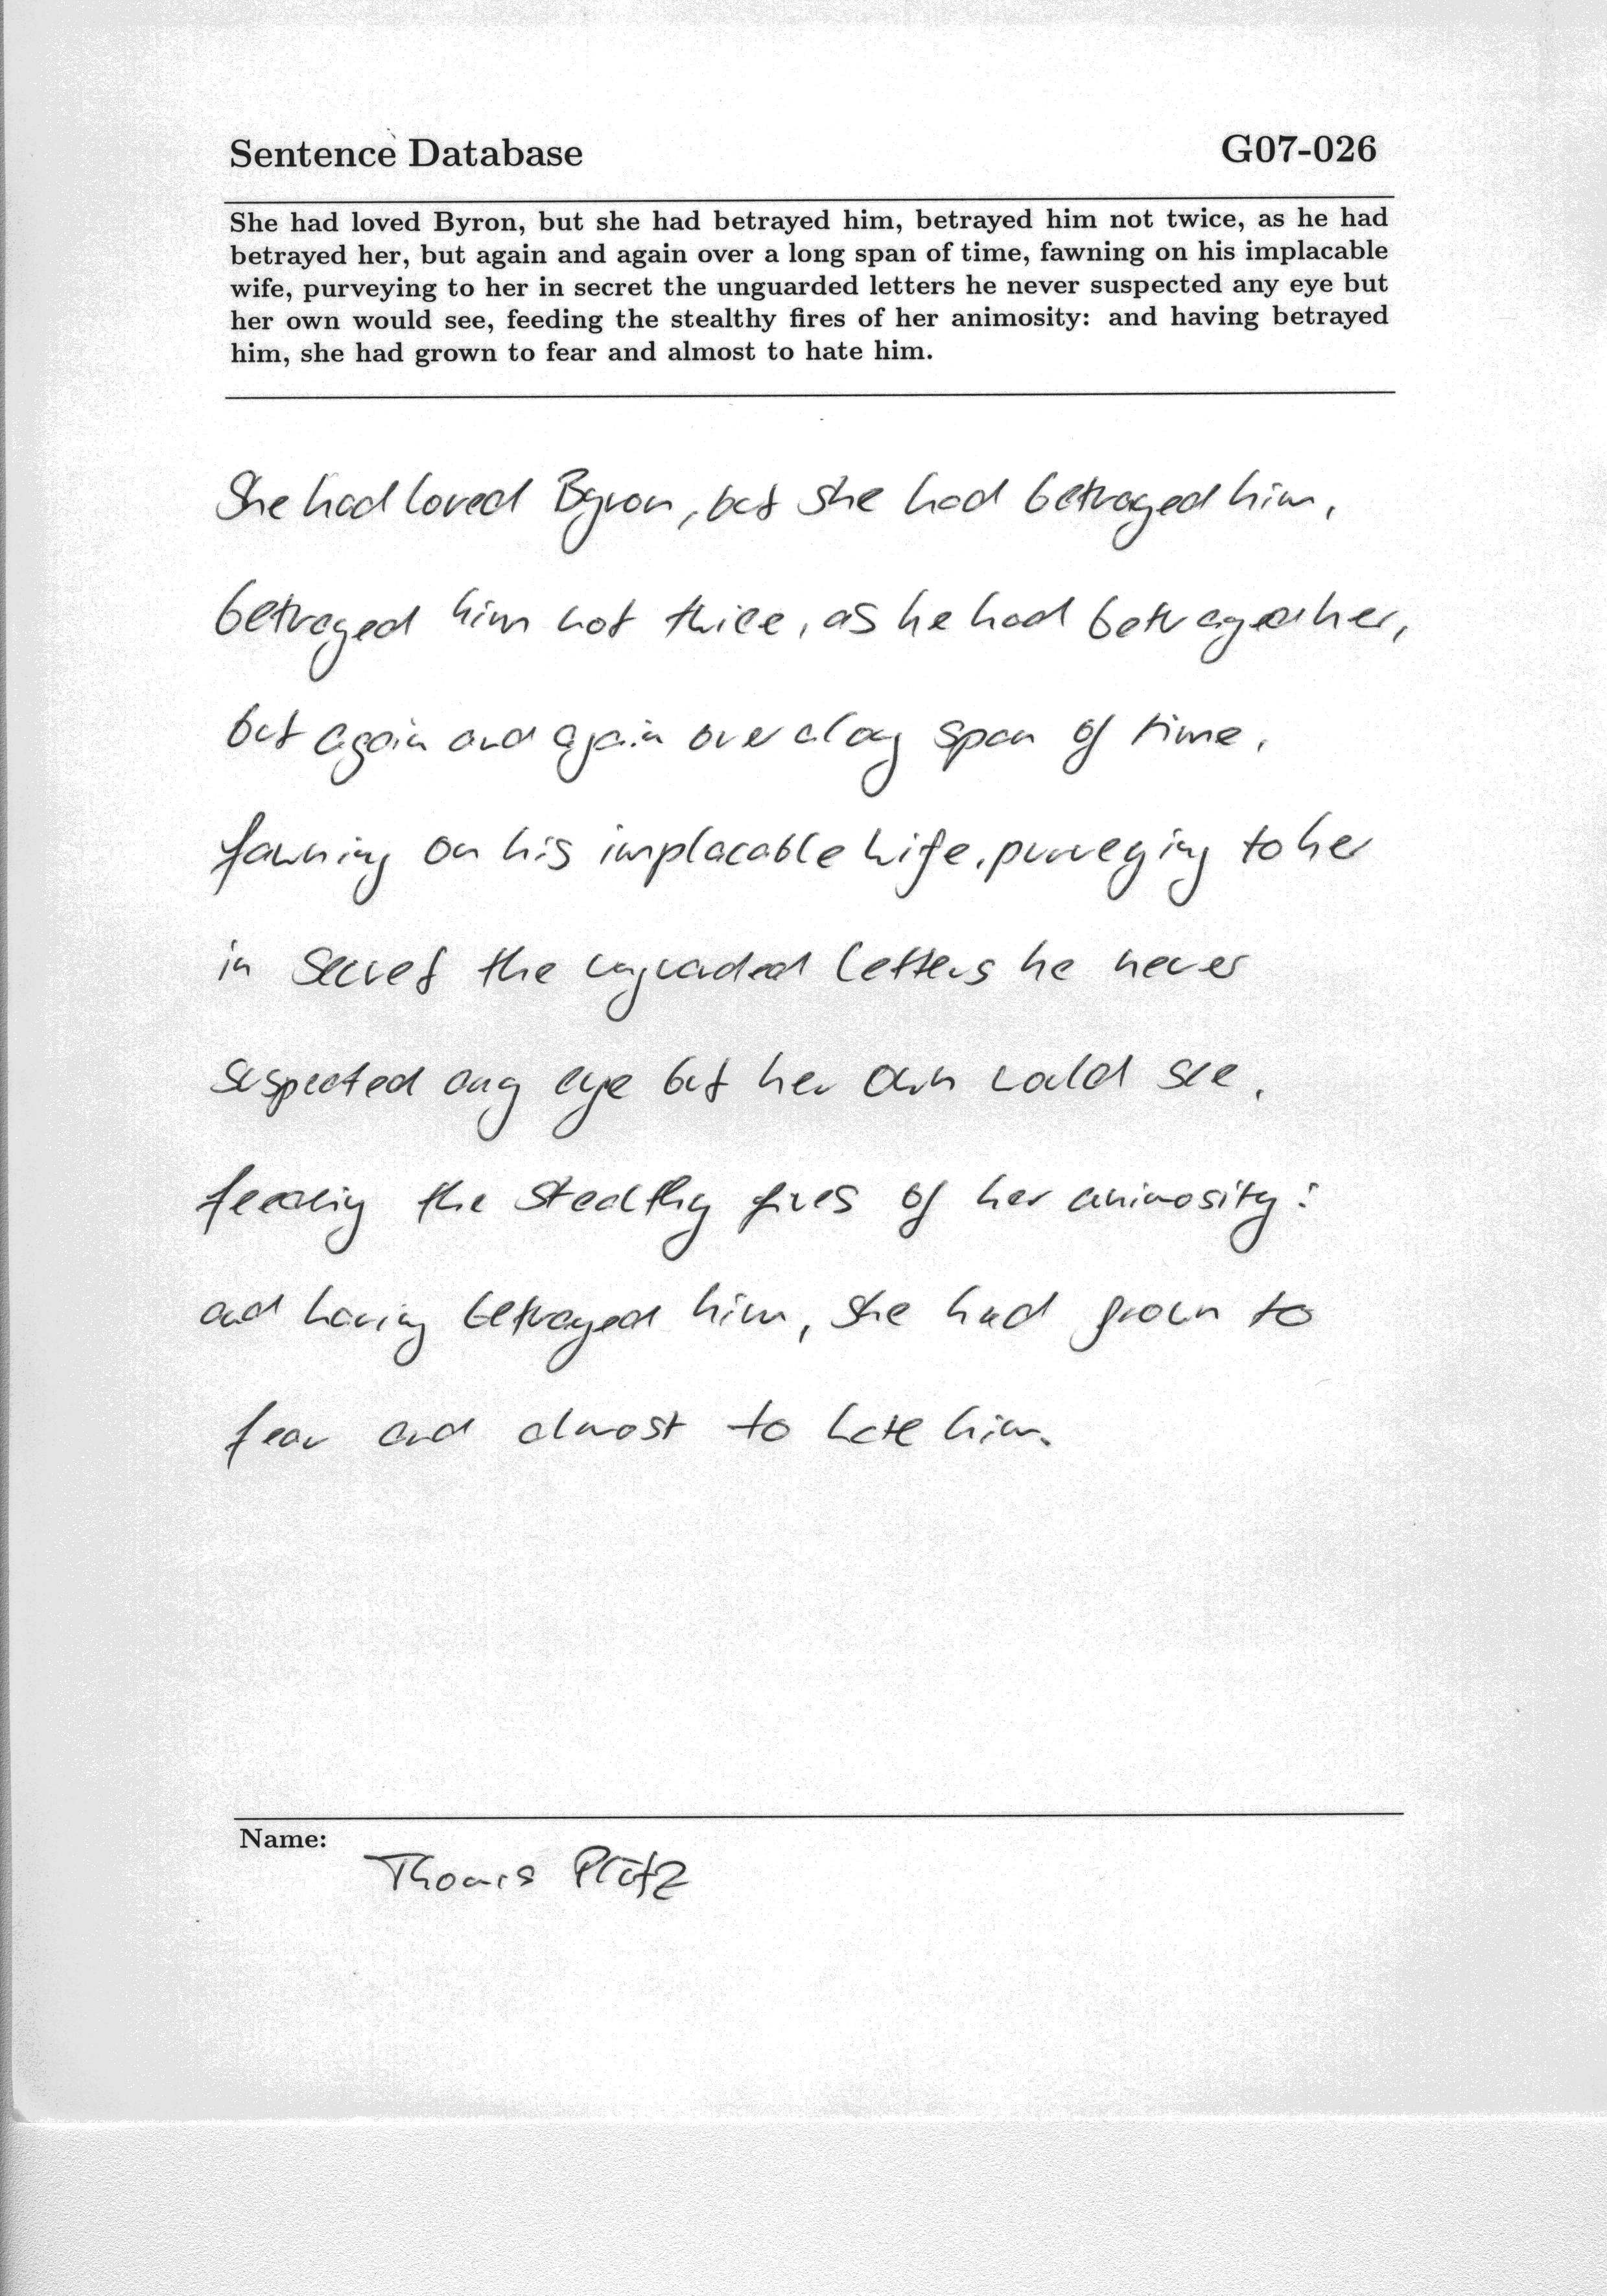 Sentence Database G07-026
She had loved Byron, but she had betrayed him, betrayed him not twice, as he had
betrayed her, but again and again over a long span of time, fawning on his implacable
wife, purveying to her in secret the unguarded letters he never suspected any eye but
her own would see, feeding the stealthy fires of her animosity: and having betrayed
him, she had grown to fear and almost to hate him.
She had loved Byron, but she had betrayed him,
betrayed him not twice, as he had betrayed her,
but again and again over a long span of time,
fawning on his implacable wife, purveying to her
in secret the unguarded letters he never
suspected any eye but her own would see,
feeding the stealthy fires of her animosity:
and having betrayed him, she had grown to
fear and almost to hate him.
Name:
Thomas Plötz